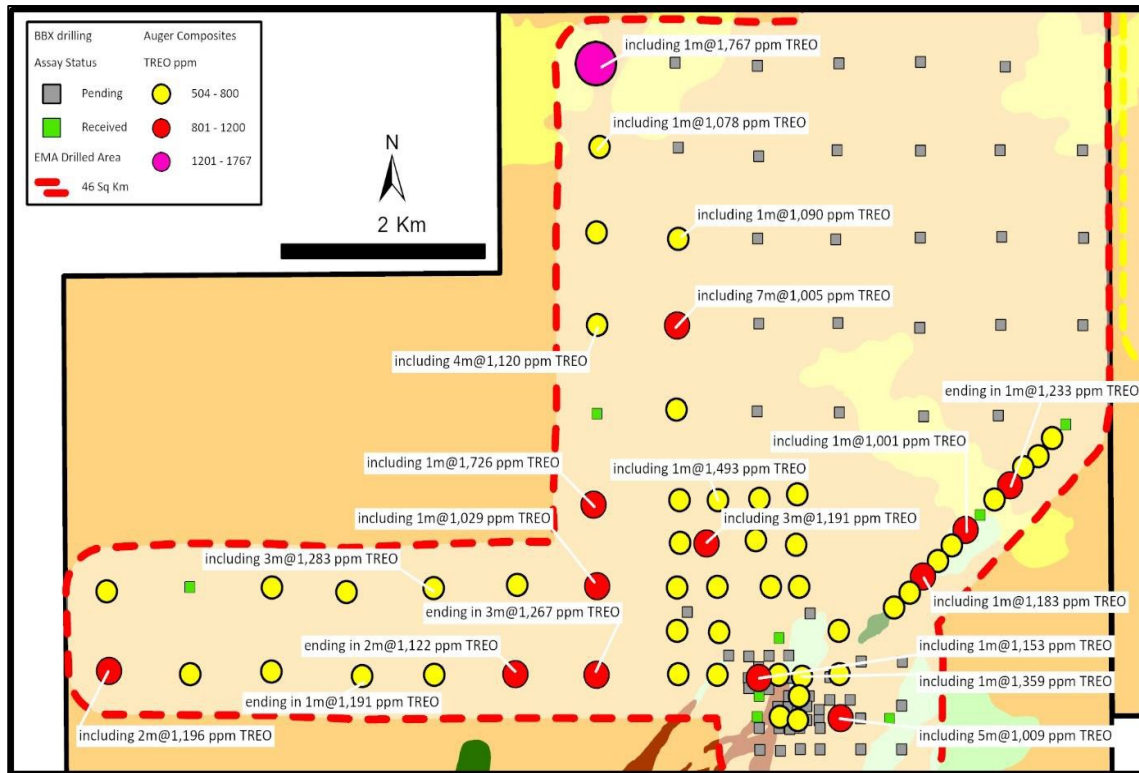 BBX drilling
Assay Status
Pending
Received
EMA Drilled Area
46 Sq Km
Auger Composites
TREO ppm
504 - 800
801 - 1200
1201 - 1767
N
2 Km
including 1m@1,767 ppm TREO
including 1m@1,078 ppm TREO
including 1m@1,090 ppm TREO
including 7m@1,005 ppm TREO
including 4m@1,120 ppm TREO
ending in 1m@1,233 ppm TREO
including 1m@1,001 ppm TREO
including 1m@1,726 ppm TREO
including 1m@1,493 ppm TREO
including 1m@1,029 ppm TREO
including 3m@1,191 ppm TREO
including 3m@1,283 ppm TREO
ending in 3m@1,267 ppm TREO
including 1m@1,183 ppm TREO
ending in 2m@1,122 ppm TREO
including 1m@1,153 ppm TREO
including 1m@1,359 ppm TREO
ending in 1m@1,191 ppm TREO
including 2m@1,196 ppm TREO
including 5m@1,009 ppm TREO